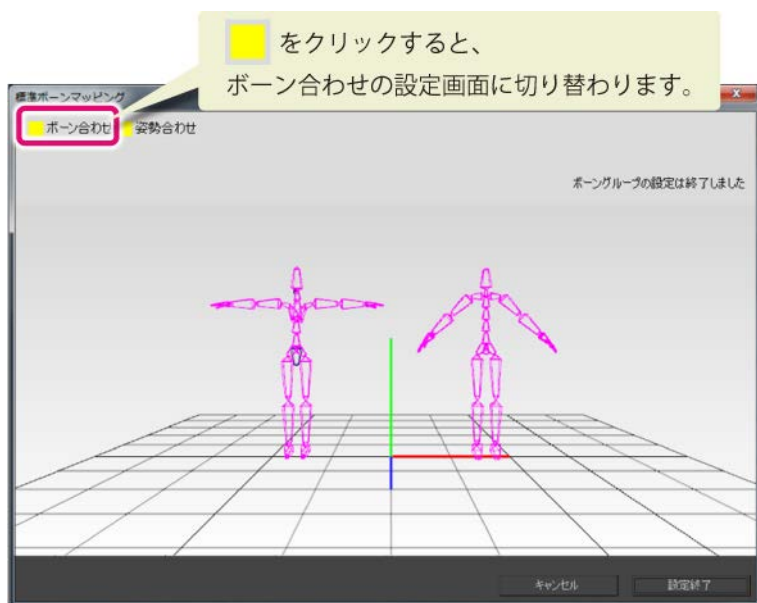 をクリックすると、
ボーン合わせの設定画面に切り替わります。
標準ボーンマッピング
ボーン合わせ 姿勢合わせ
ボーングループの設定は終了しました
キャンセル 設定終了